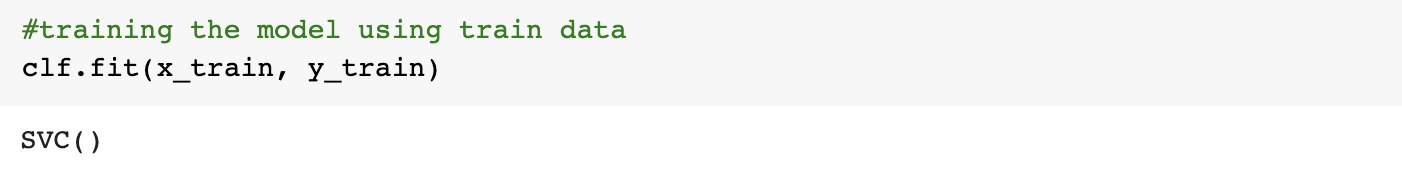 #training the model using train data
clf.fit(x_train, y_train)
SVC()